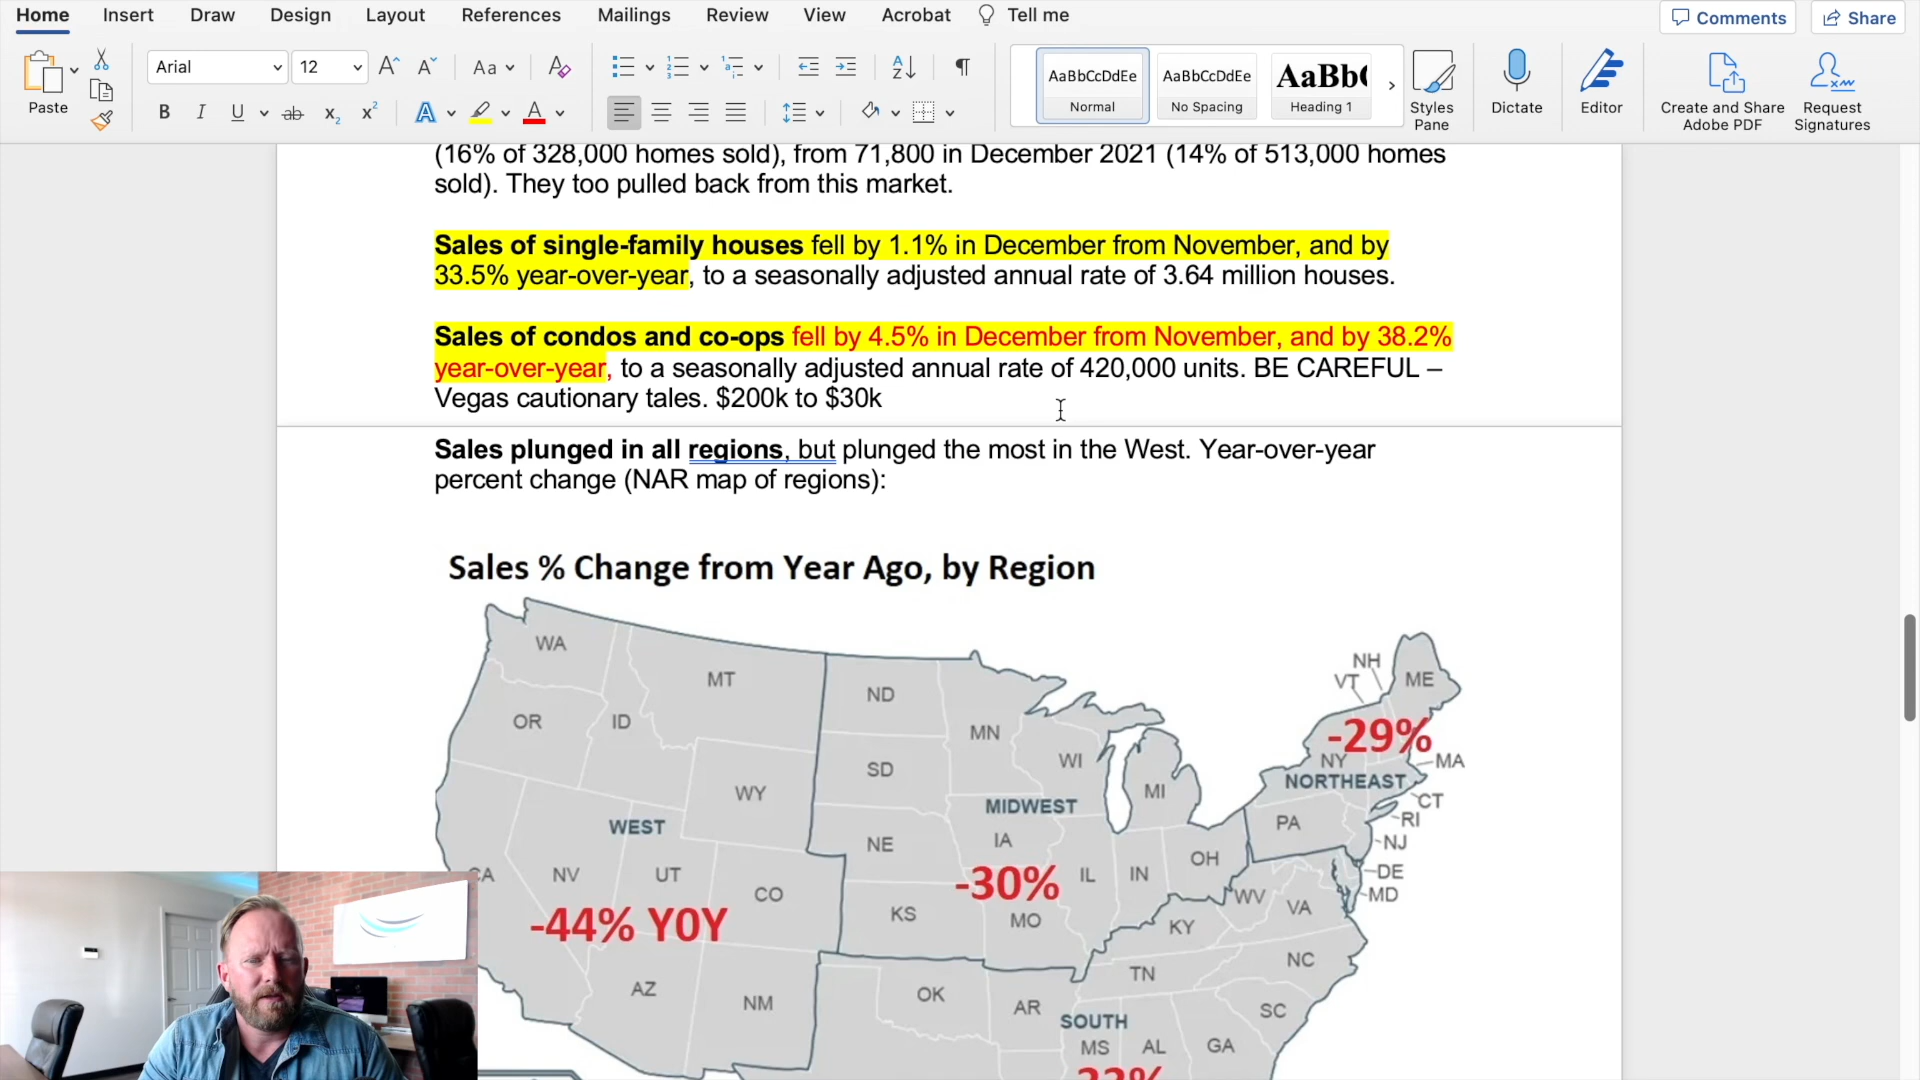 Home Insert Draw Design Layout References Mailings Review View Acrobat Tell me Comments Share
Arial 12 Aa
Paste
B I U ab x2 x2 A A
AaBbCcDdEe AaBbCcDdEe AaBb(
Normal No Spacing Heading 1
Styles Pane
Dictate
Editor
Create and Share Adobe PDF
Request Signatures
(16% of 328,000 homes sold), from 71,800 in December 2021 (14% of 513,000 homes
sold). They too pulled back from this market.
Sales of single-family houses fell by 1.1% in December from November, and by
33.5% year-over-year, to a seasonally adjusted annual rate of 3.64 million houses.
Sales of condos and co-ops fell by 4.5% in December from November, and by 38.2%
year-over-year, to a seasonally adjusted annual rate of 420,000 units. BE CAREFUL –
Vegas cautionary tales. $200k to $30k
Sales plunged in all regions, but plunged the most in the West. Year-over-year
percent change (NAR map of regions):
Sales % Change from Year Ago, by Region
WA
MT
ND
MN
NH
VT
ME
OR
ID
SD
WI
MI
-29%
NY
MA
NORTHEAST
WY
MIDWEST
CT
RI
WEST
NE
IA
PA
NJ
CA
NV
UT
CO
-30%
IL
IN
OH
DE
MD
-44% YOY
KS
MO
WV
VA
KY
AZ
NM
OK
AR
TN
NC
SOUTH
SC
MS
AL
GA